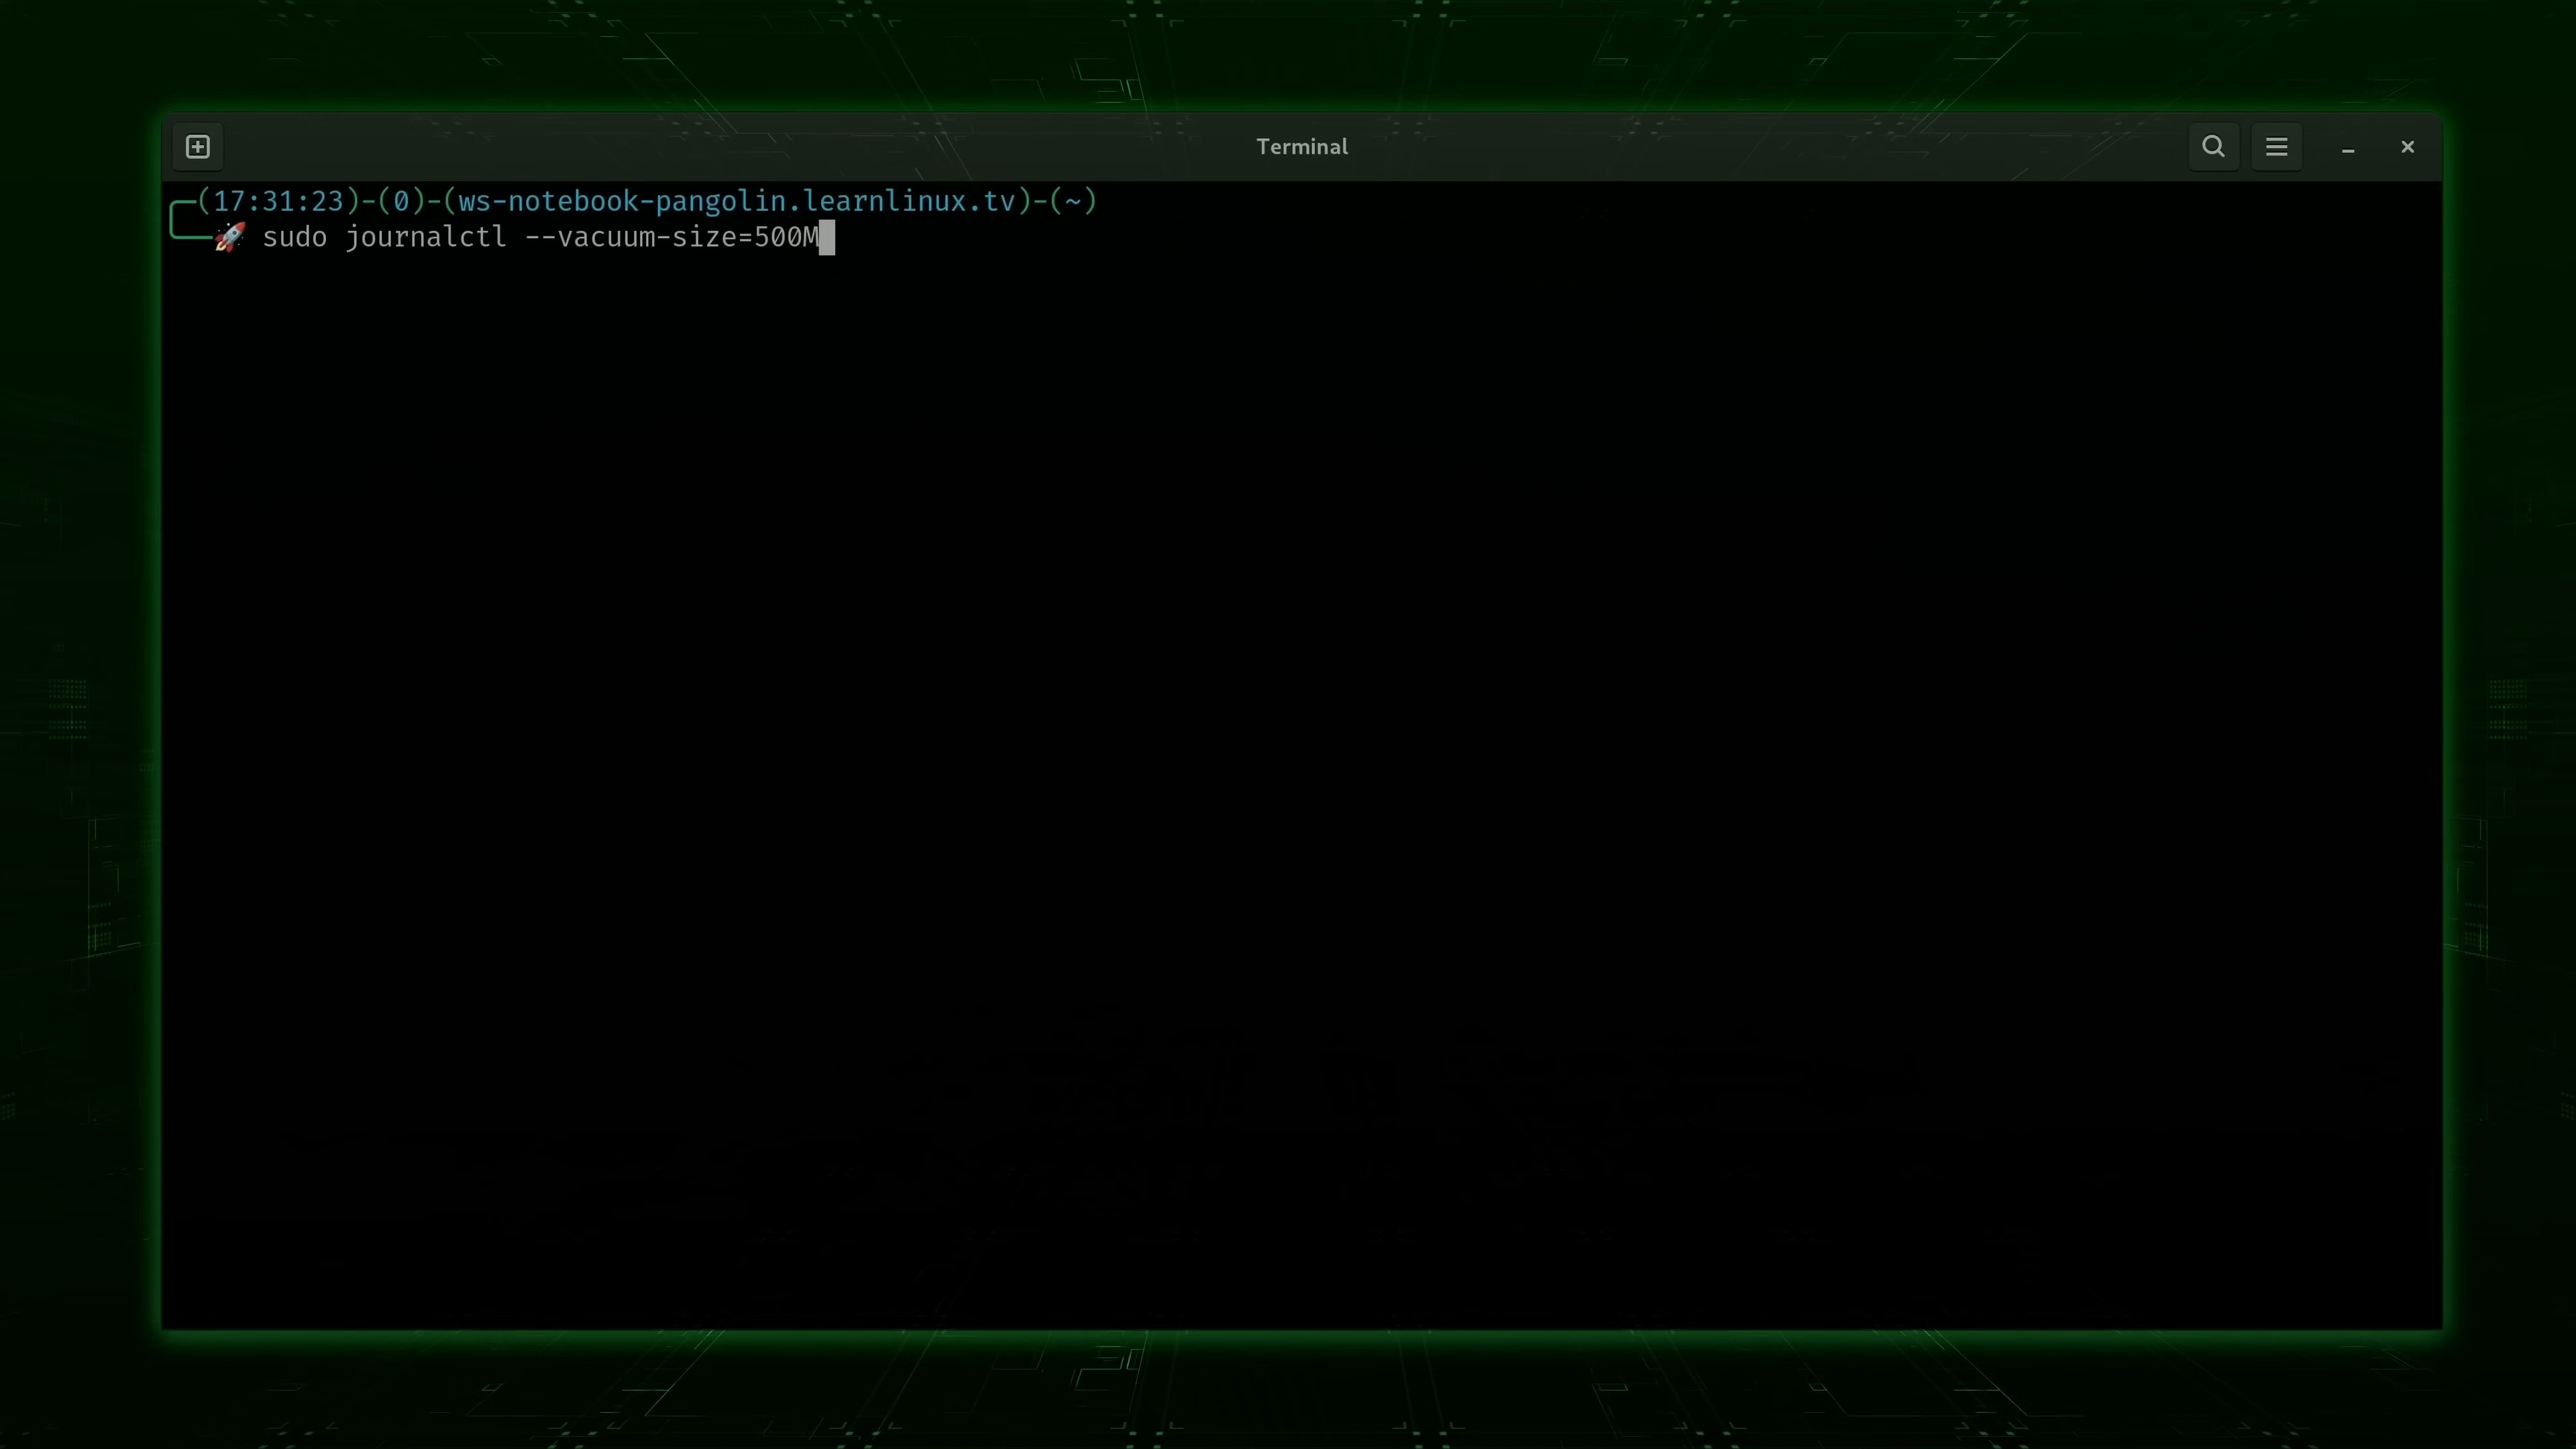 Terminal
(17:31:23)-(0)-(ws-notebook-pangolin.learnlinux.tv)-(~)
🚀 sudo journalctl --vacuum-size=500M